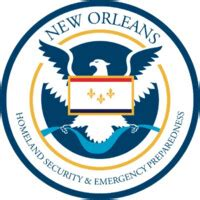 NEW ORLEANS
HOMELAND SECURITY & EMERGENCY PREPAREDNESS